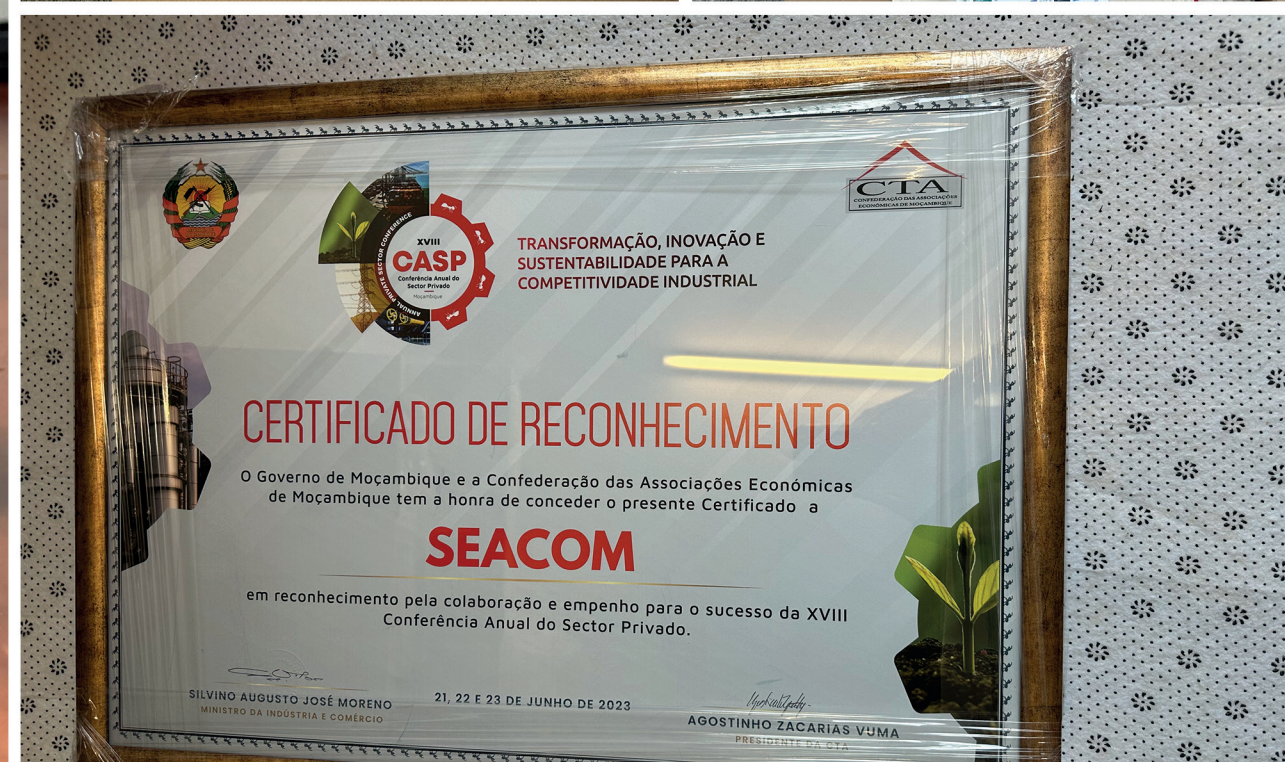 CTA
CONFEDERAÇÃO DAS ASSOCIAÇÕES
ECONÓMICAS DE MOÇAMBIQUE
ANNUAL PRIVATE SECTOR CONFERENCE
XVIII
CASP
Conferência Anual do
Sector Privado
Moçambique
TRANSFORMAÇÃO, INOVAÇÃO E
SUSTENTABILIDADE PARA A
COMPETITIVIDADE INDUSTRIAL
CERTIFICADO DE RECONHECIMENTO
O Governo de Moçambique e a Confederação das Associações Económicas
de Moçambique tem a honra de conceder o presente Certificado a
SEACOM
em reconhecimento pela colaboração e empenho para o sucesso da XVIII
Conferência Anual do Sector Privado.
SILVINO AUGUSTO JOSÉ MORENO
MINISTRO DA INDÚSTRIA E COMÉRCIO
21, 22 E 23 DE JUNHO DE 2023
AGOSTINHO ZACARIAS VUMA
PRESIDENTE DA CTA